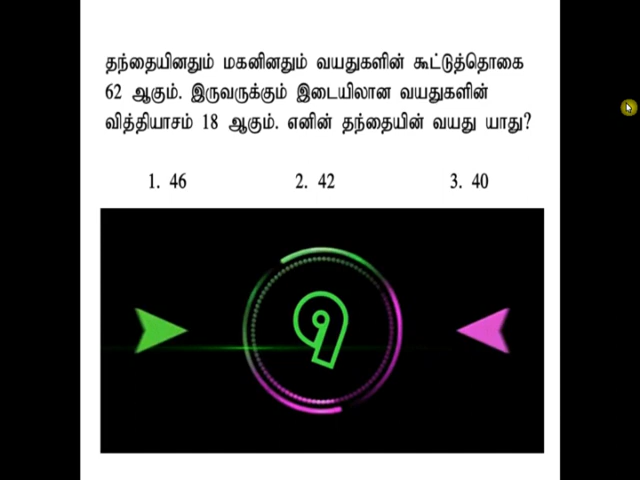 தந்தையினதும் மகனினதும் வயதுகளின் கூட்டுத்தொகை
62 ஆகும். இருவருக்கும் இடையிலான வயதுகளின்
வித்தியாசம் 18 ஆகும். எனின் தந்தையின் வயது யாது?
1. 46 2. 42 3. 40
9